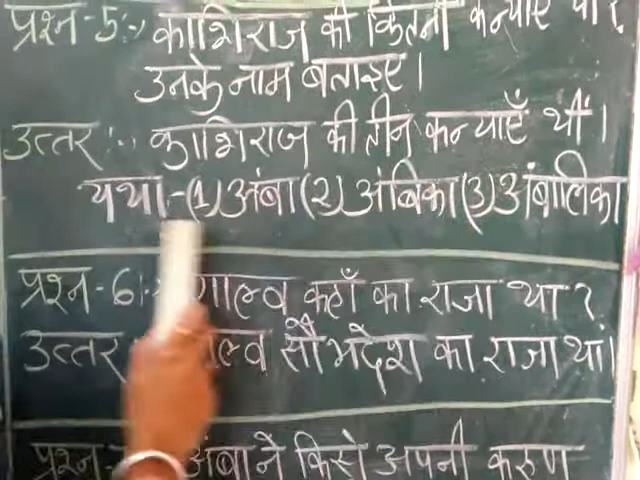 प्रश्न-5:- काशिराज की कितनी कन्याएँ थीं?
उनके नाम बताइए।
उत्तर:- काशिराज की तीन कन्याएँ थीं।
यथा-(1) अंबा (2) अंबिका (3) अंबालिका
प्रश्न-6:- शाल्व कहाँ का राजा था?
उत्तर ल्व सौभदेश का राजा था।
प्रश्न- अंबा ने किसे अपनी करुण